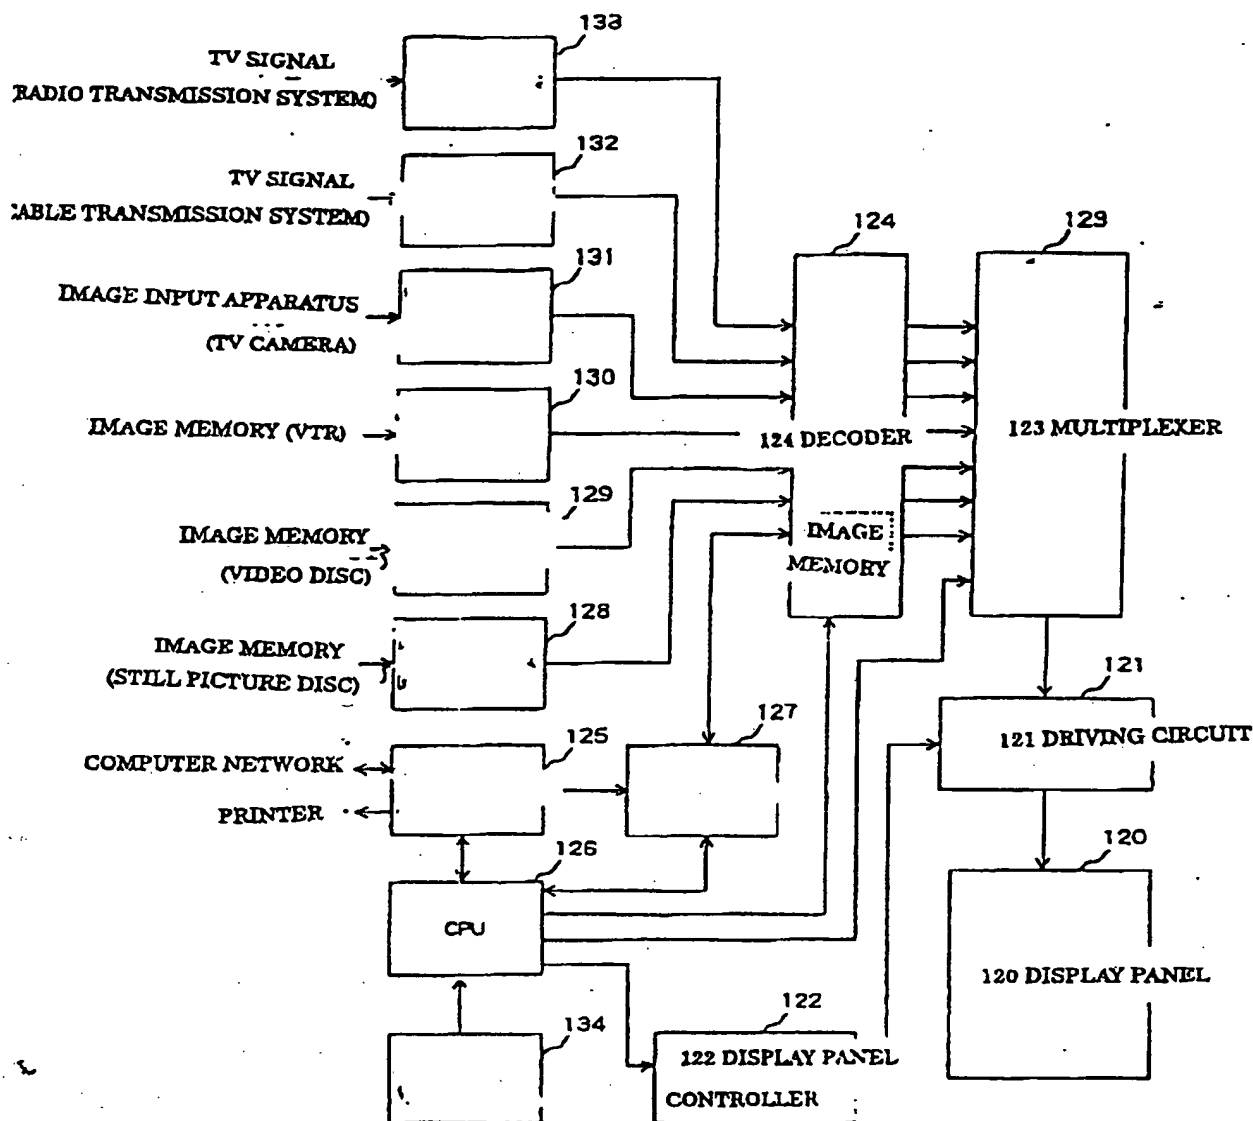 133
TV SIGNAL
RADIO TRANSMISSION SYSTEM)
132
TV SIGNAL
CABLE TRANSMISSION SYSTEM)
124
129
131
IMAGE INPUT APPARATUS
(TV CAMERA)
130
IMAGE MEMORY (VTR)
124 DECODER
123 MULTIPLEXER
129
IMAGE MEMORY
(VIDEO DISC)
IMAGE
MEMORY
128
IMAGE MEMORY
(STILL PICTURE DISC)
121
127
125
121 DRIVING CIRCUIT
COMPUTER NETWORK
PRINTER
126
120
CPU
120 DISPLAY PANEL
122
134
122 DISPLAY PANEL
CONTROLLER